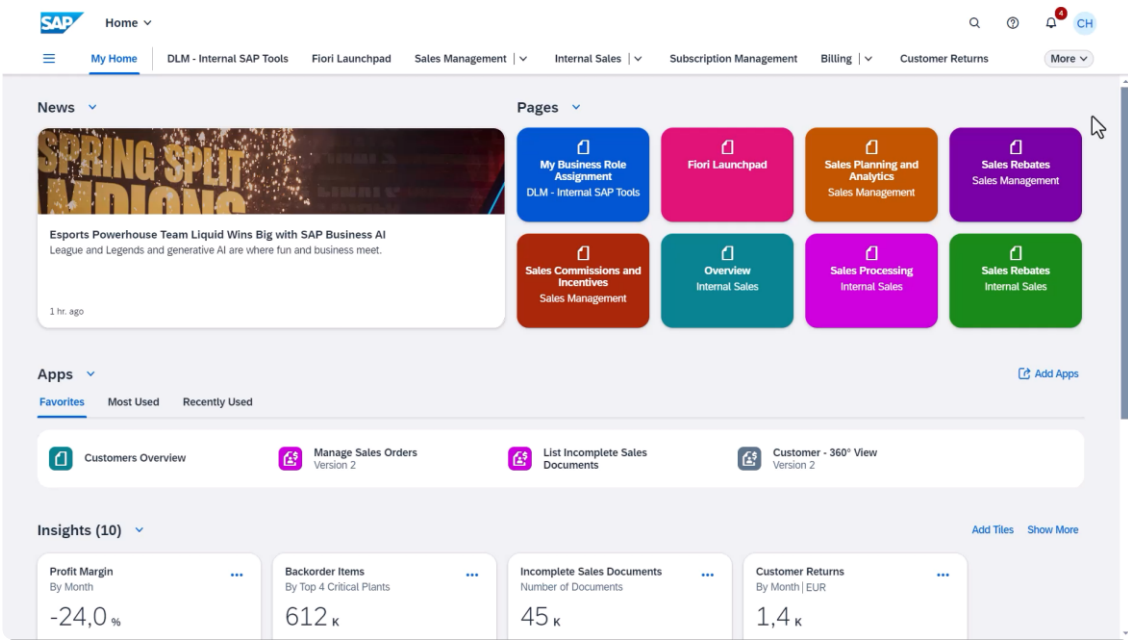 SAP
Home
4
CH
My Home
DLM - Internal SAP Tools
Fiori Launchpad
Sales Management
Internal Sales
Subscription Management
Billing
Customer Returns
More
News
SPRING SPLIT
Esports Powerhouse Team Liquid Wins Big with SAP Business AI
League and Legends and generative AI are where fun and business meet.
1 hr. ago
Pages
My Business Role
Assignment
DLM - Internal SAP Tools
Fiori Launchpad
Sales Planning and
Analytics
Sales Management
Sales Rebates
Sales Management
Sales Commissions and
Incentives
Sales Management
Overview
Internal Sales
Sales Processing
Internal Sales
Sales Rebates
Internal Sales
Apps
Add Apps
Favorites
Most Used
Recently Used
Customers Overview
Manage Sales Orders
Version 2
List Incomplete Sales
Documents
Customer - 360° View
Version 2
Insights (10)
Add Tiles
Show More
Profit Margin
By Month
-24,0 %
Backorder Items
By Top 4 Critical Plants
612 K
Incomplete Sales Documents
Number of Documents
45 K
Customer Returns
By Month | EUR
1,4 K